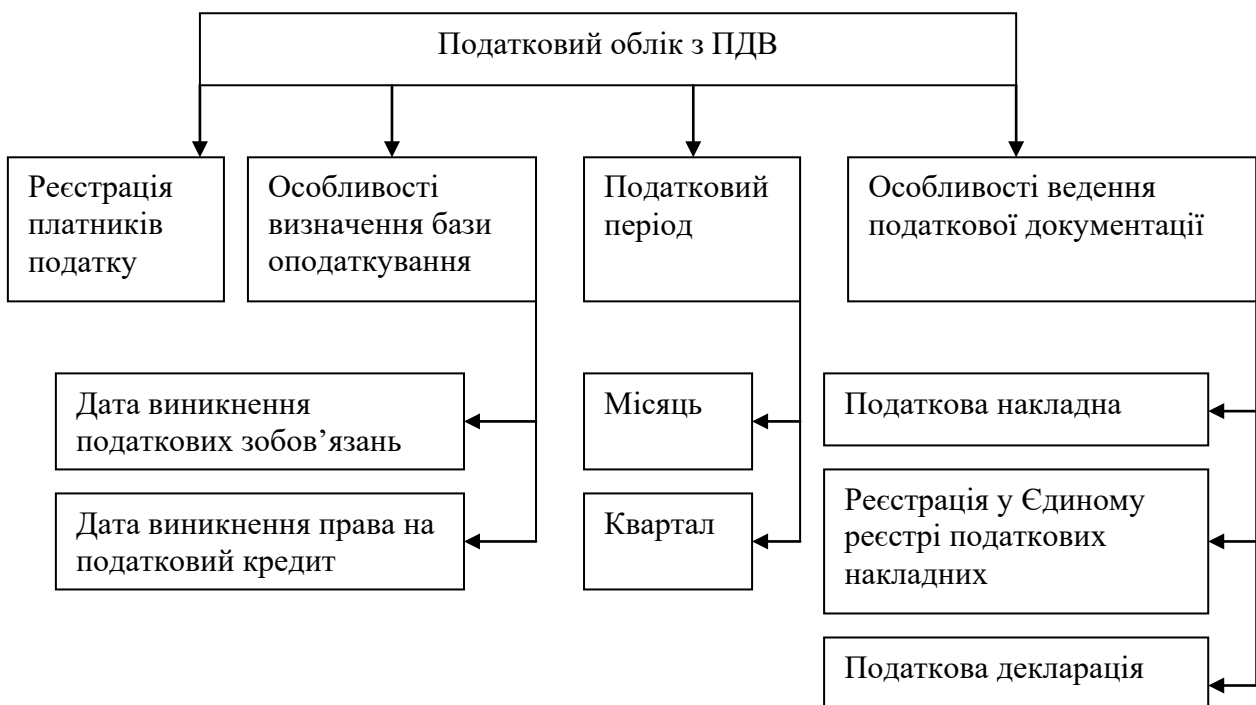 Податковий облік з ПДВ
Реєстрація
платників
податку
Особливості
визначення бази
оподаткування
Податковий
період
Особливості ведення
податкової документації
Дата виникнення
податкових зобов’язань
Дата виникнення права на
податковий кредит
Місяць
Квартал
Податкова накладна
Реєстрація у Єдиному
реєстрі податкових
накладних
Податкова декларація